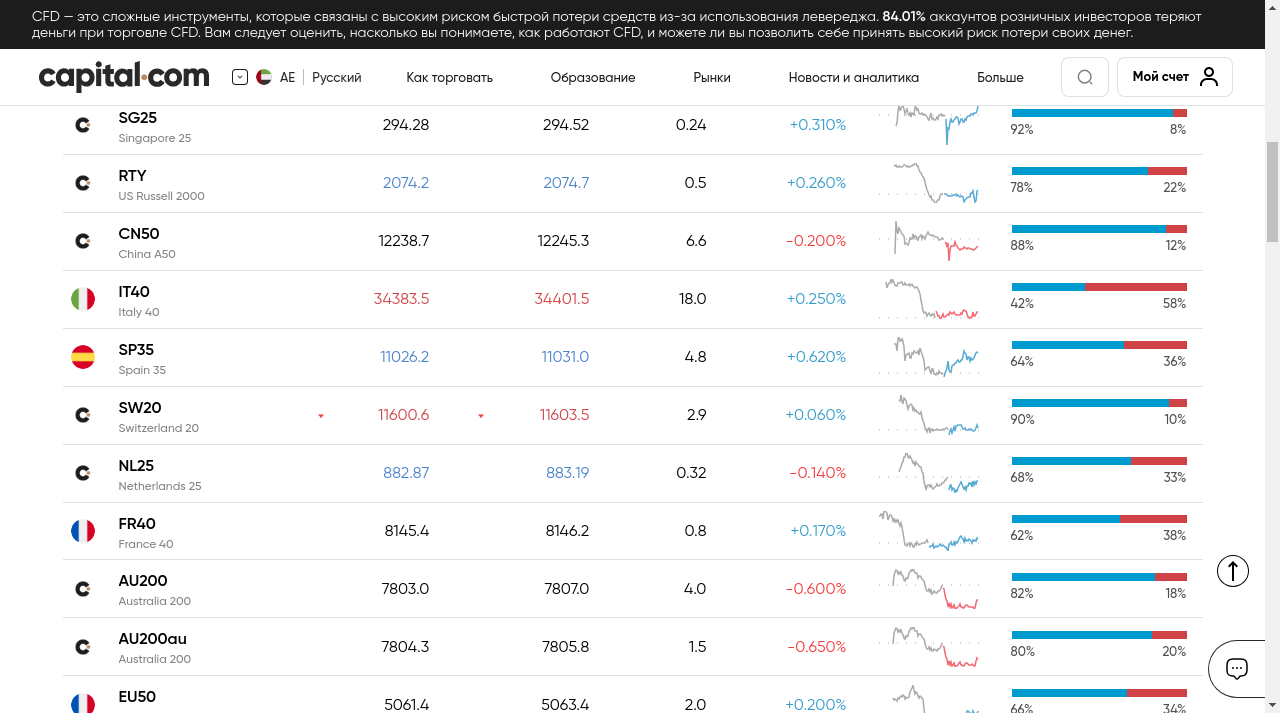 CFD — это сложные инструменты, которые связаны с высоким риском быстрой потери средств из-за использования левереджа. 84.01% аккаунтов розничных инвесторов теряют
деньги при торговле CFD. Вам следует оценить, насколько вы понимаете, как работают CFD, и можете ли вы позволить себе принять высокий риск потери своих денег.
capital.com AE Русский Как торговать Образование Рынки Новости и аналитика Больше Мой счет
SG25 294.28 294.52 0.24 +0.310%
Singapore 25 92% 8%
RTY 2074.2 2074.7 0.5 +0.260%
US Russell 2000 78% 22%
CN50 12238.7 12245.3 6.6 -0.200%
China A50 88% 12%
IT40 34383.5 34401.5 18.0 +0.250%
Italy 40 42% 58%
SP35 11026.2 11031.0 4.8 +0.620%
Spain 35 64% 36%
SW20 11600.6 11603.5 2.9 +0.060%
Switzerland 20 90% 10%
NL25 882.87 883.19 0.32 -0.140%
Netherlands 25 68% 33%
FR40 8145.4 8146.2 0.8 +0.170%
France 40 62% 38%
AU200 7803.0 7807.0 4.0 -0.600%
Australia 200 82% 18%
AU200au 7804.3 7805.8 1.5 -0.650%
Australia 200 80% 20%
EU50 5061.4 5063.4 2.0 +0.200%
66% 34%